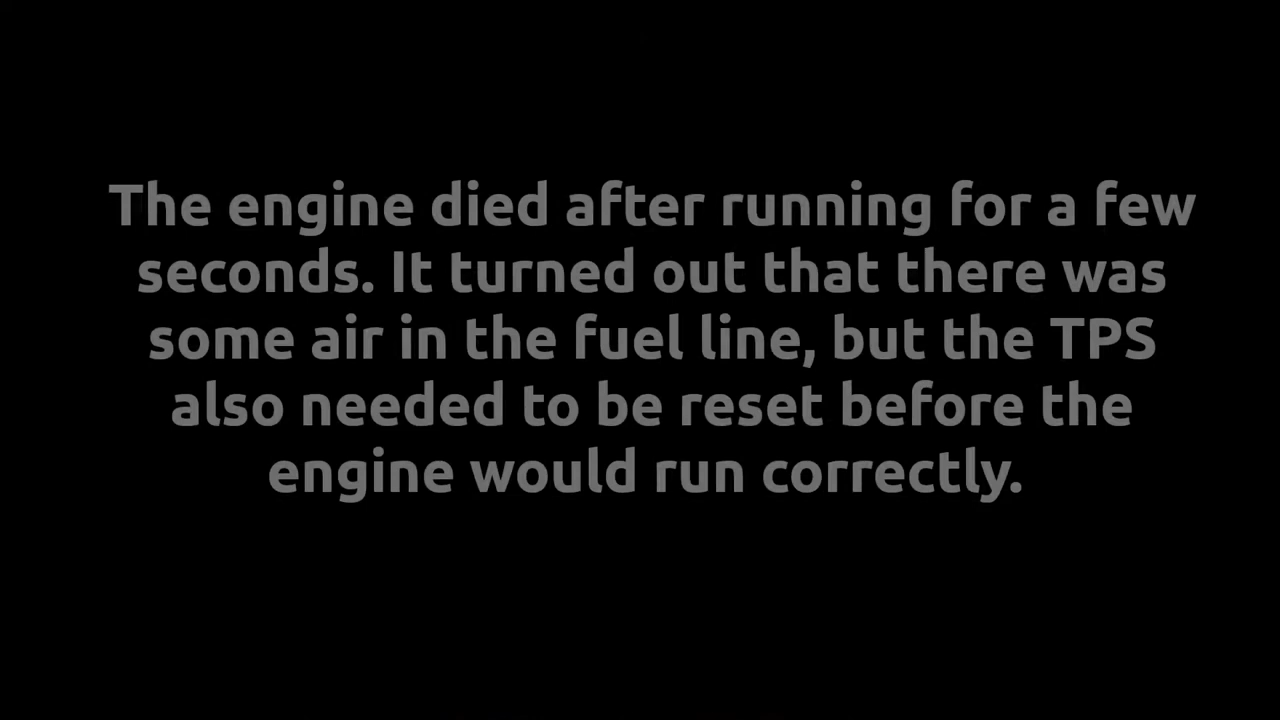 The engine died after running for a few
seconds. It turned out that there was
some air in the fuel line, but the TPS
also needed to be reset before the
engine would run correctly.